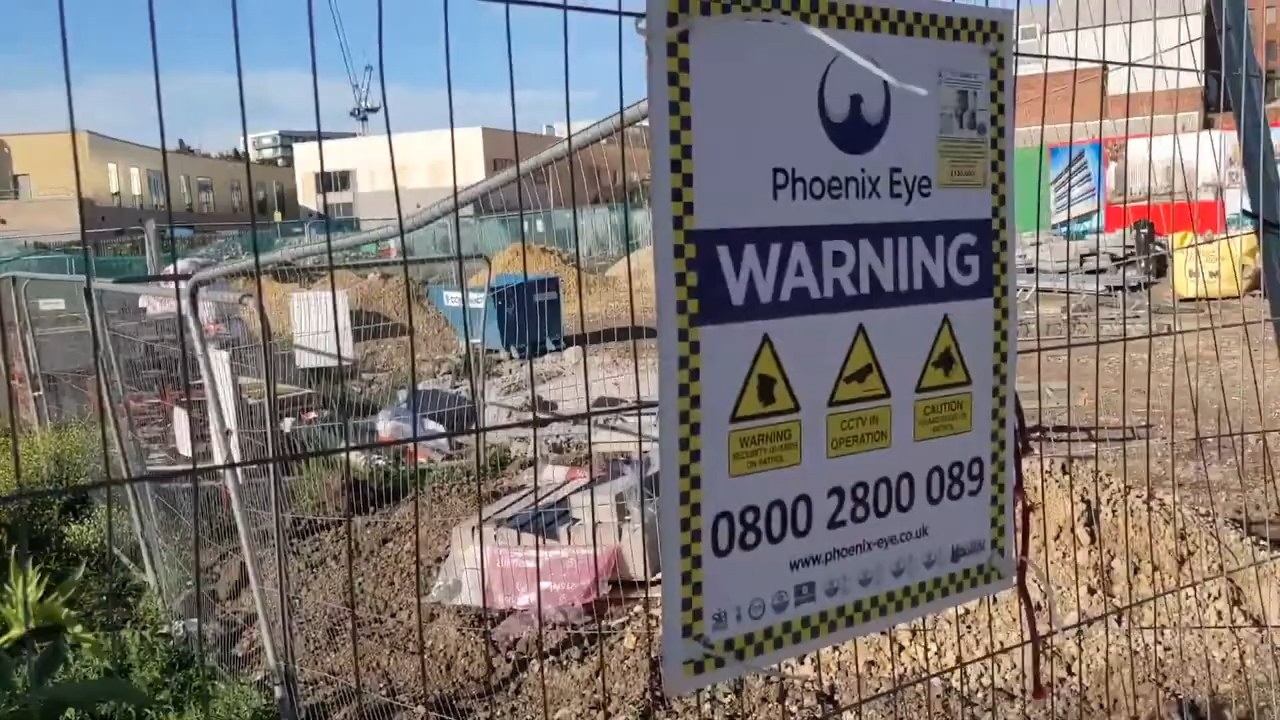 Phoenix Eye
WARNING
WARNING
SECURITY GUARDS
ON PATROL
CCTV IN
OPERATION
CAUTION
0800 2800 089
www.phoenix-eye.co.uk